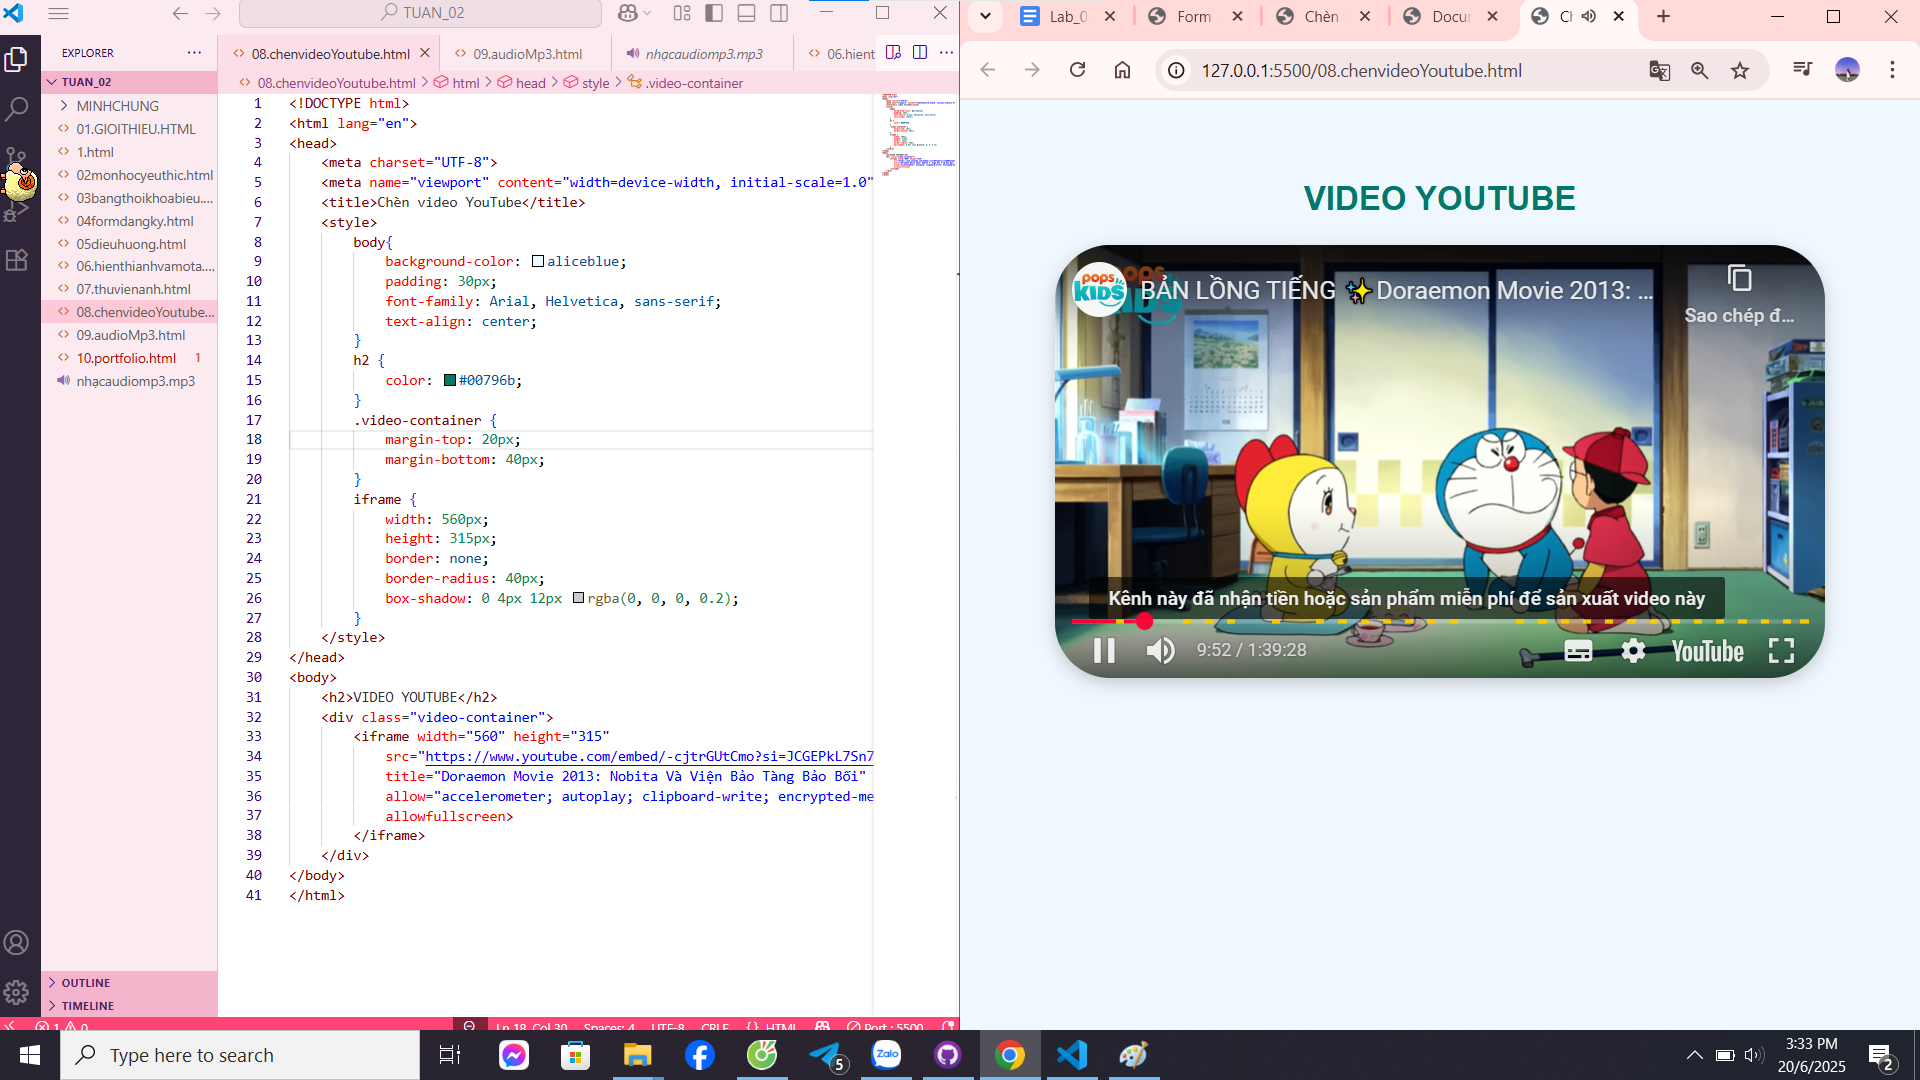 TUAN_02
EXPLORER
TUAN_02
MINHCHUNG
01.GIOITHIEU.HTML
1.html
02monhocyeuthic.html
03bangthoikhoabieu....
04formdangky.html
05dieuhuong.html
06.hienthianhvamota....
07.thuvienanh.html
08.chenvideoYoutube...
09.audioMp3.html
10.portfolio.html 1
nhạcaudiomp3.mp3
OUTLINE
TIMELINE
08.chenvideoYoutube.html
09.audioMp3.html
nhạcaudiomp3.mp3
06.hient
08.chenvideoYoutube.html > html > head > style > .video-container
1 <!DOCTYPE html>
2 <html lang="en">
3 <head>
4 <meta charset="UTF-8">
5 <meta name="viewport" content="width=device-width, initial-scale=1.0"
6 <title>Chèn video YouTube</title>
7 <style>
8 body{
9 background-color: aliceblue;
10 padding: 30px;
11 font-family: Arial, Helvetica, sans-serif;
12 text-align: center;
13 }
14 h2 {
15 color: #00796b;
16 }
17 .video-container {
18 margin-top: 20px;
19 margin-bottom: 40px;
20 }
21 iframe {
22 width: 560px;
23 height: 315px;
24 border: none;
25 border-radius: 40px;
26 box-shadow: 0 4px 12px rgba(0, 0, 0, 0.2);
27 }
28 </style>
29 </head>
30 <body>
31 <h2>VIDEO YOUTUBE</h2>
32 <div class="video-container">
33 <iframe width="560" height="315"
34 src="https://www.youtube.com/embed/-cjtrGUtCmo?si=JCGEPkL7Sn7
35 title="Doraemon Movie 2013: Nobita Và Viện Bảo Tàng Bảo Bối"
36 allow="accelerometer; autoplay; clipboard-write; encrypted-me
37 allowfullscreen>
38 </iframe>
39 </div>
40 </body>
41 </html>
1 0
Ln 18, Col 30 Spaces: 4 UTF-8 CRLF {} HTML Port : 5500
Lab_0
Form
Chèn
Docu
Ch
127.0.0.1:5500/08.chenvideoYoutube.html
VIDEO YOUTUBE
POPS KIDS
BẢN LỒNG TIẾNG ✨Doraemon Movie 2013: ...
Sao chép đ...
Kênh này đã nhận tiền hoặc sản phẩm miễn phí để sản xuất video này
9:52 / 1:39:28
YouTube
Type here to search
5
Zalo
3:33 PM
20/6/2025
2